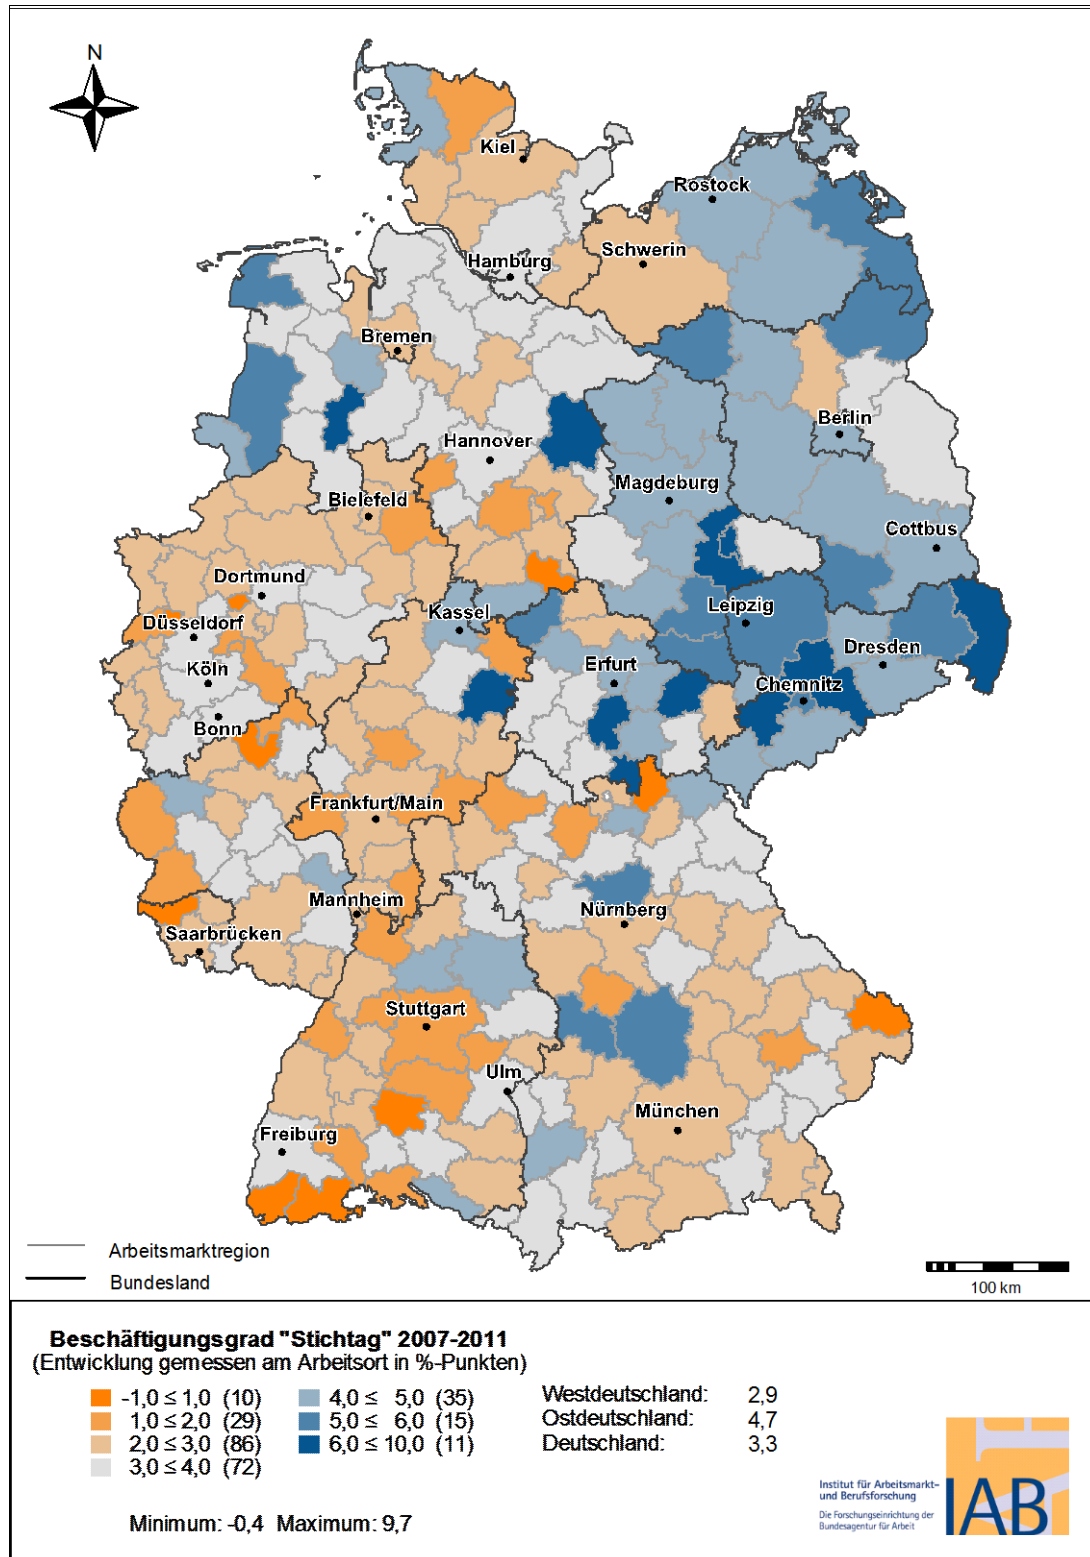 N
Kiel
Rostock
Schwerin
Hamburg
Bremen
Berlin
Hannover
Magdeburg
Bielefeld
Cottbus
Dortmund
Kassel
Leipzig
Düsseldorf
Dresden
Köln
Erfurt
Chemnitz
Bonn
Frankfurt/Main
Mannheim
Nürnberg
Saarbrücken
Stuttgart
Ulm
München
Freiburg
Arbeitsmarktregion
Bundesland
100 km
Beschäftigungsgrad "Stichtag" 2007-2011
(Entwicklung gemessen am Arbeitsort in %-Punkten)
-1,0 ≤ 1,0 (10)
1,0 ≤ 2,0 (29)
2,0 ≤ 3,0 (86)
3,0 ≤ 4,0 (72)
4,0 ≤ 5,0 (35)
5,0 ≤ 6,0 (15)
6,0 ≤ 10,0 (11)
Westdeutschland: 2,9
Ostdeutschland: 4,7
Deutschland: 3,3
Minimum: -0,4 Maximum: 9,7
Institut für Arbeitsmarkt-
und Berufsforschung
Die Forschungseinrichtung der
Bundesagentur für Arbeit
IAB